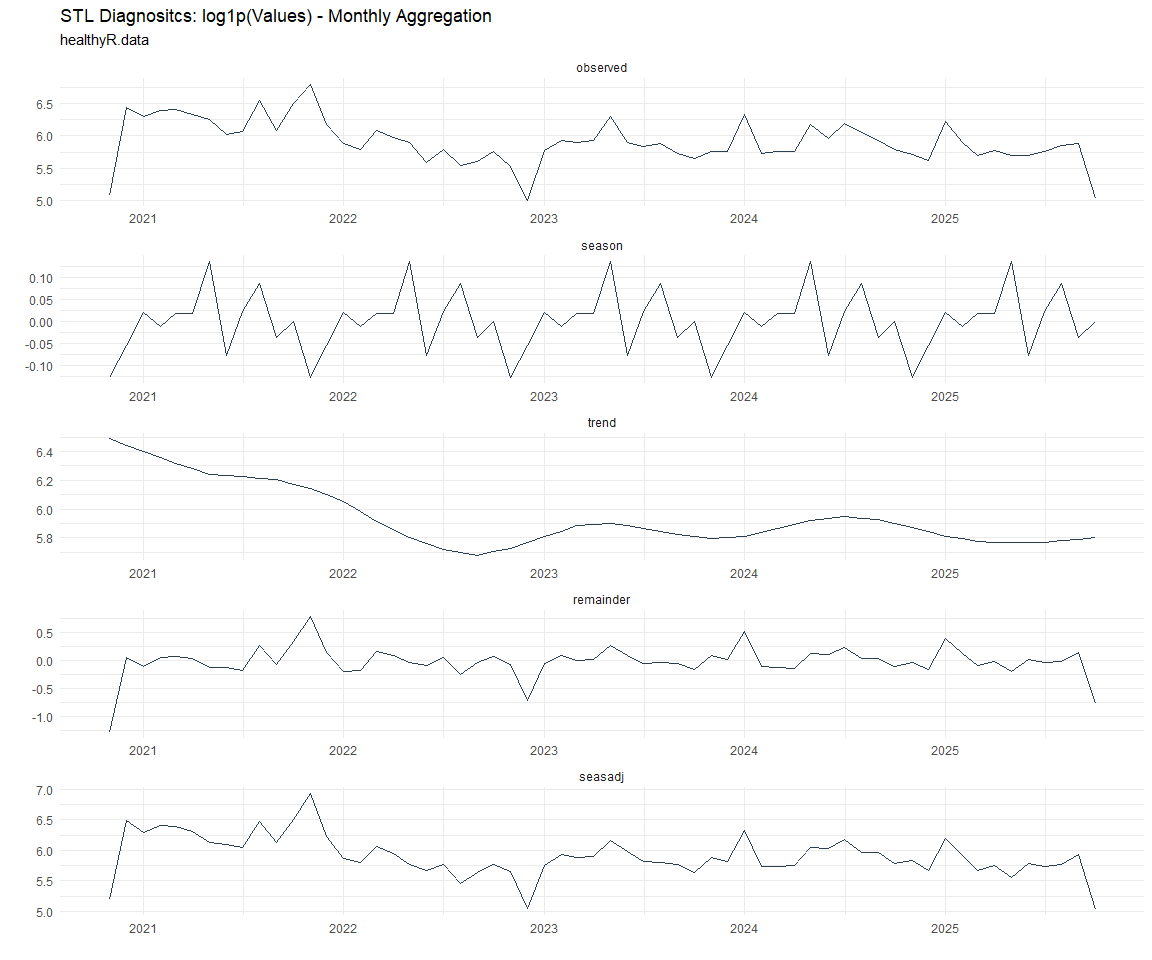 STL Diagnositcs: log1p(Values) - Monthly Aggregation
healthyR.data
observed
6.5
6.0
5.5
5.0
2021 2022 2023 2024 2025
season
0.10
0.05
0.00
-0.05
-0.10
2021 2022 2023 2024 2025
trend
6.4
6.2
6.0
5.8
2021 2022 2023 2024 2025
remainder
0.5
0.0
-0.5
-1.0
2021 2022 2023 2024 2025
seasadj
7.0
6.5
6.0
5.5
5.0
2021 2022 2023 2024 2025